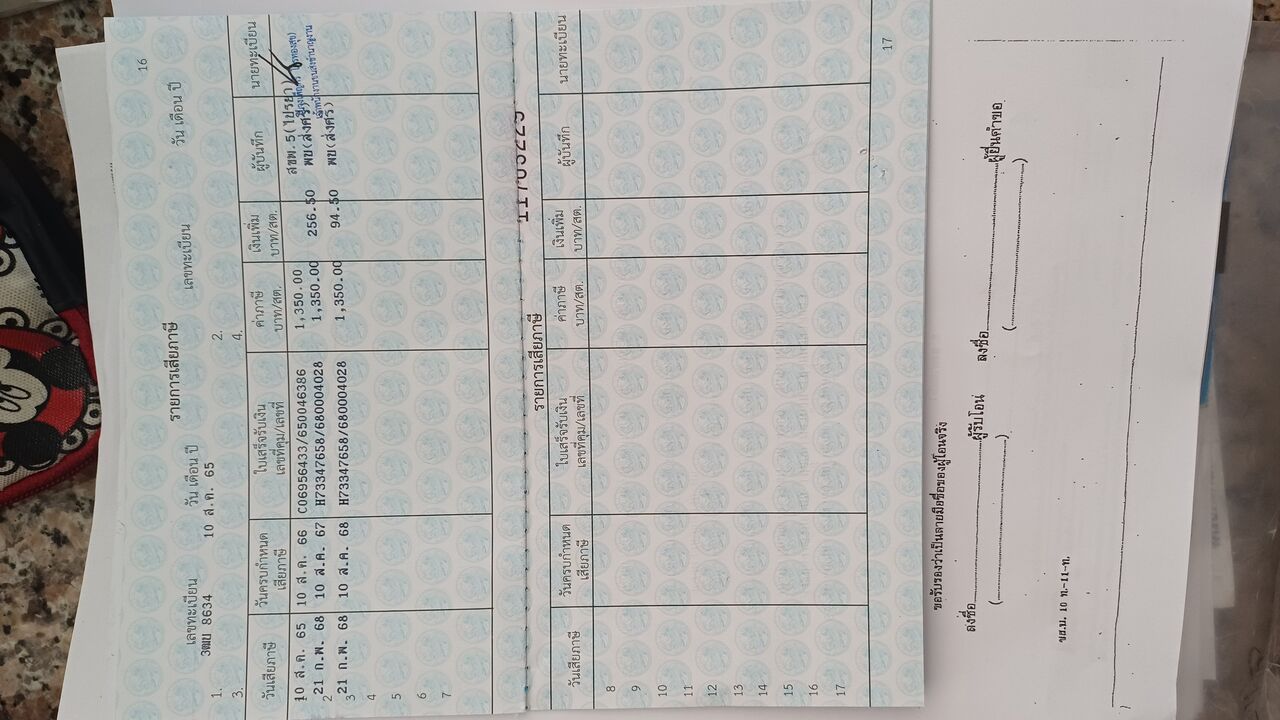 16
รายการเสียภาษี
เลขทะเบียน วัน เดือน ปี เลขทะเบียน วัน เดือน ปี
1. 3ฒย 8634 10 ส.ค. 65 2.
3. 4.
วันเสียภาษี วันครบกำหนดเสียภาษี ใบเสร็จรับเงิน เลขที่คุม/เลขที่ ค่าภาษี บาท/สต. เงินเพิ่ม บาท/สต. ผู้บันทึก นายทะเบียน
10 ส.ค. 65 10 ส.ค. 66 C06956433/650046386 1,350.00 สขพ.5
2 21 ก.พ. 68 10 ส.ค. 67 H73347658/680004028 1,350.00 256.50 พข(ส่งศรี)
3 21 ก.พ. 68 10 ส.ค. 68 H73347658/680004028 1,350.00 94.50 พข(ส่งศรี)
4
5
6
7
รายการเสียภาษี
วันเสียภาษี วันครบกำหนดเสียภาษี ใบเสร็จรับเงิน เลขที่คุม/เลขที่ ค่าภาษี บาท/สต. เงินเพิ่ม บาท/สต. ผู้บันทึก นายทะเบียน
8
9
10
11
12
13
14
15
16
17
17
ขอรับรองว่าเป็นลายมือชื่อของผู้โอนจริง
ลงชื่อ....................ผู้รับโอน ลงชื่อ....................ผู้ยื่นคำขอ
(....................) (....................)
ขส.บ. 10 ท.-11-ท.